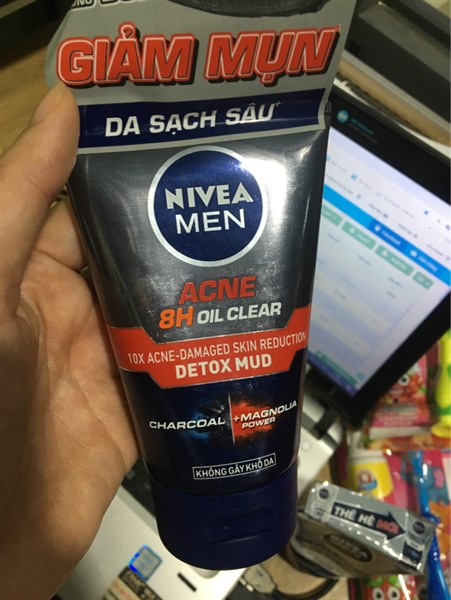 GIẢM MỤN
DA SẠCH SÂU
NIVEA
MEN
ACNE
8H OIL CLEAR
10X ACNE-DAMAGED SKIN REDUCTION
DETOX MUD
CHARCOAL +MAGNOLIA
POWER
KHÔNG GÂY KHÔ DA
THẾ HỆ MỚI
NIVEA